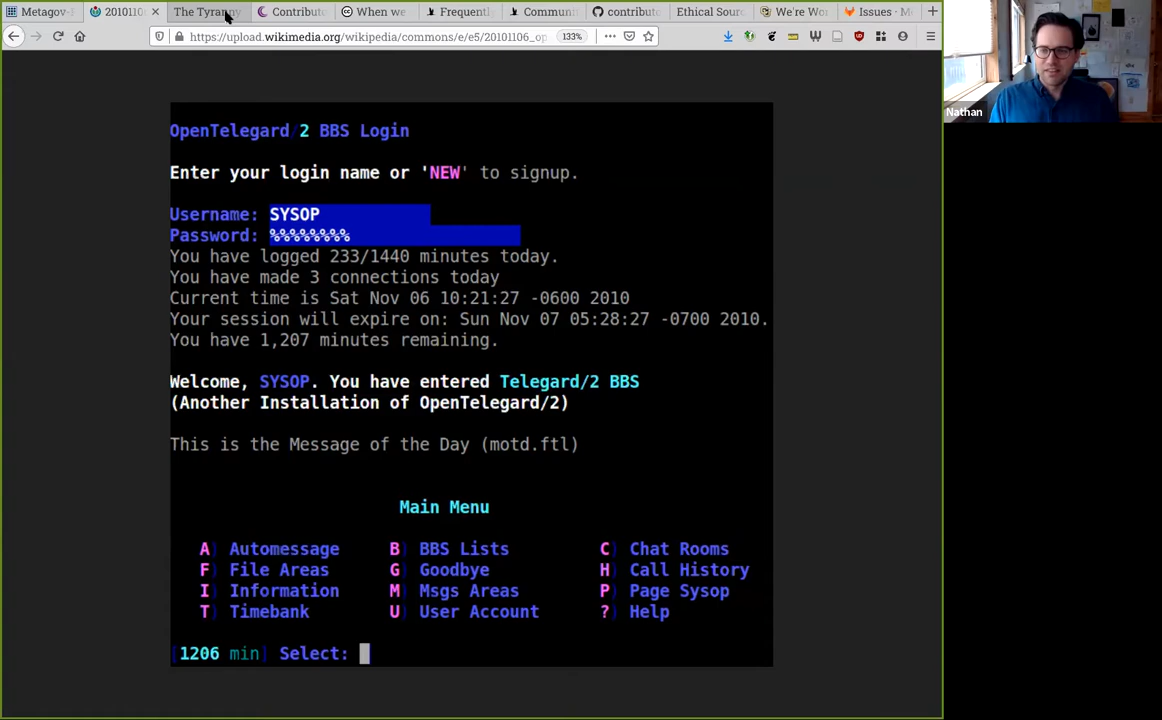 Metagov
2010110
The Tyranny
Contribut
When we
Frequentl
Commun
contribut
Ethical Sourc
We're Wo
Issues · M
https://upload.wikimedia.org/wikipedia/commons/e/e5/20101106_op
133%
Nathan
OpenTelegard 2 BBS Login
Enter your login name or 'NEW' to signup.
Username: SYSOP
Password: %%%%%%%%
You have logged 233/1440 minutes today.
You have made 3 connections today
Current time is Sat Nov 06 10:21:27 -0600 2010
Your session will expire on: Sun Nov 07 05:28:27 -0700 2010.
You have 1,207 minutes remaining.
Welcome, SYSOP. You have entered Telegard/2 BBS
(Another Installation of OpenTelegard/2)
This is the Message of the Day (motd.ftl)
Main Menu
A) Automessage B) BBS Lists C) Chat Rooms
F) File Areas G) Goodbye H) Call History
I) Information M) Msgs Areas P) Page Sysop
T) Timebank U) User Account ?) Help
[1206 min] Select: